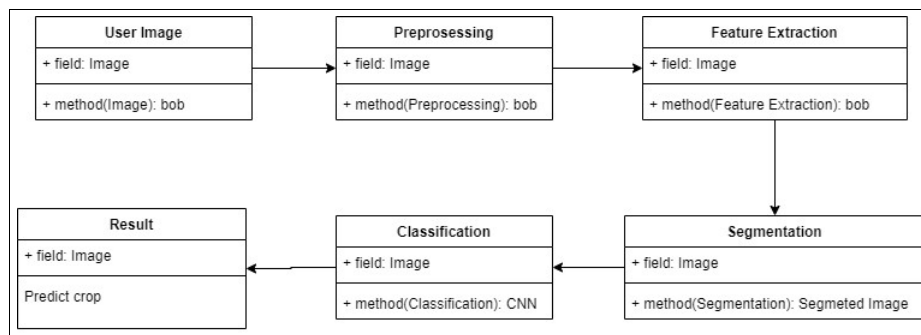 User Image
+ field: Image
+ method(Image): bob
Preprosessing
+ field: Image
+ method(Preprocessing): bob
Feature Extraction
+ field: Image
+ method(Feature Extraction): bob
Result
+ field: Image
Predict crop
Classification
+ field: Image
+ method(Classification): CNN
Segmentation
+ field: Image
+ method(Segmentation): Segmeted Image